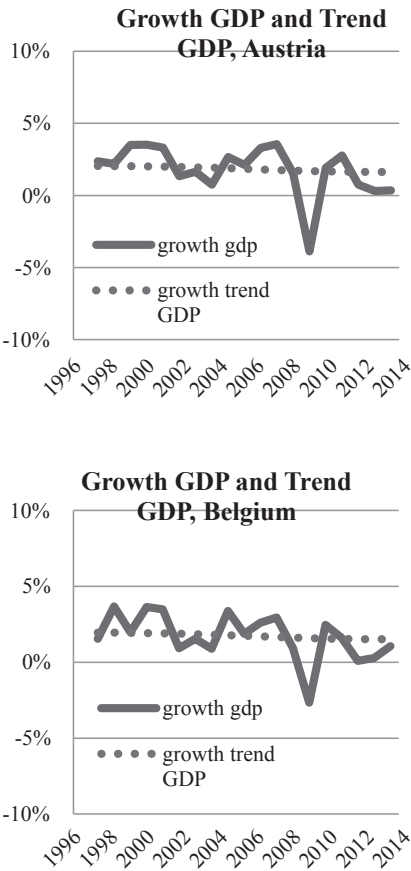 Growth GDP and Trend
GDP, Austria
10%
5%
0%
growth gdp
-5%
growth trend
GDP
-10%
1996 1998 2000 2002 2004 2006 2008 2010 2012 2014
Growth GDP and Trend
GDP, Belgium
10%
5%
0%
growth gdp
-5%
growth trend
GDP
-10%
1996 1998 2000 2002 2004 2006 2008 2010 2012 2014